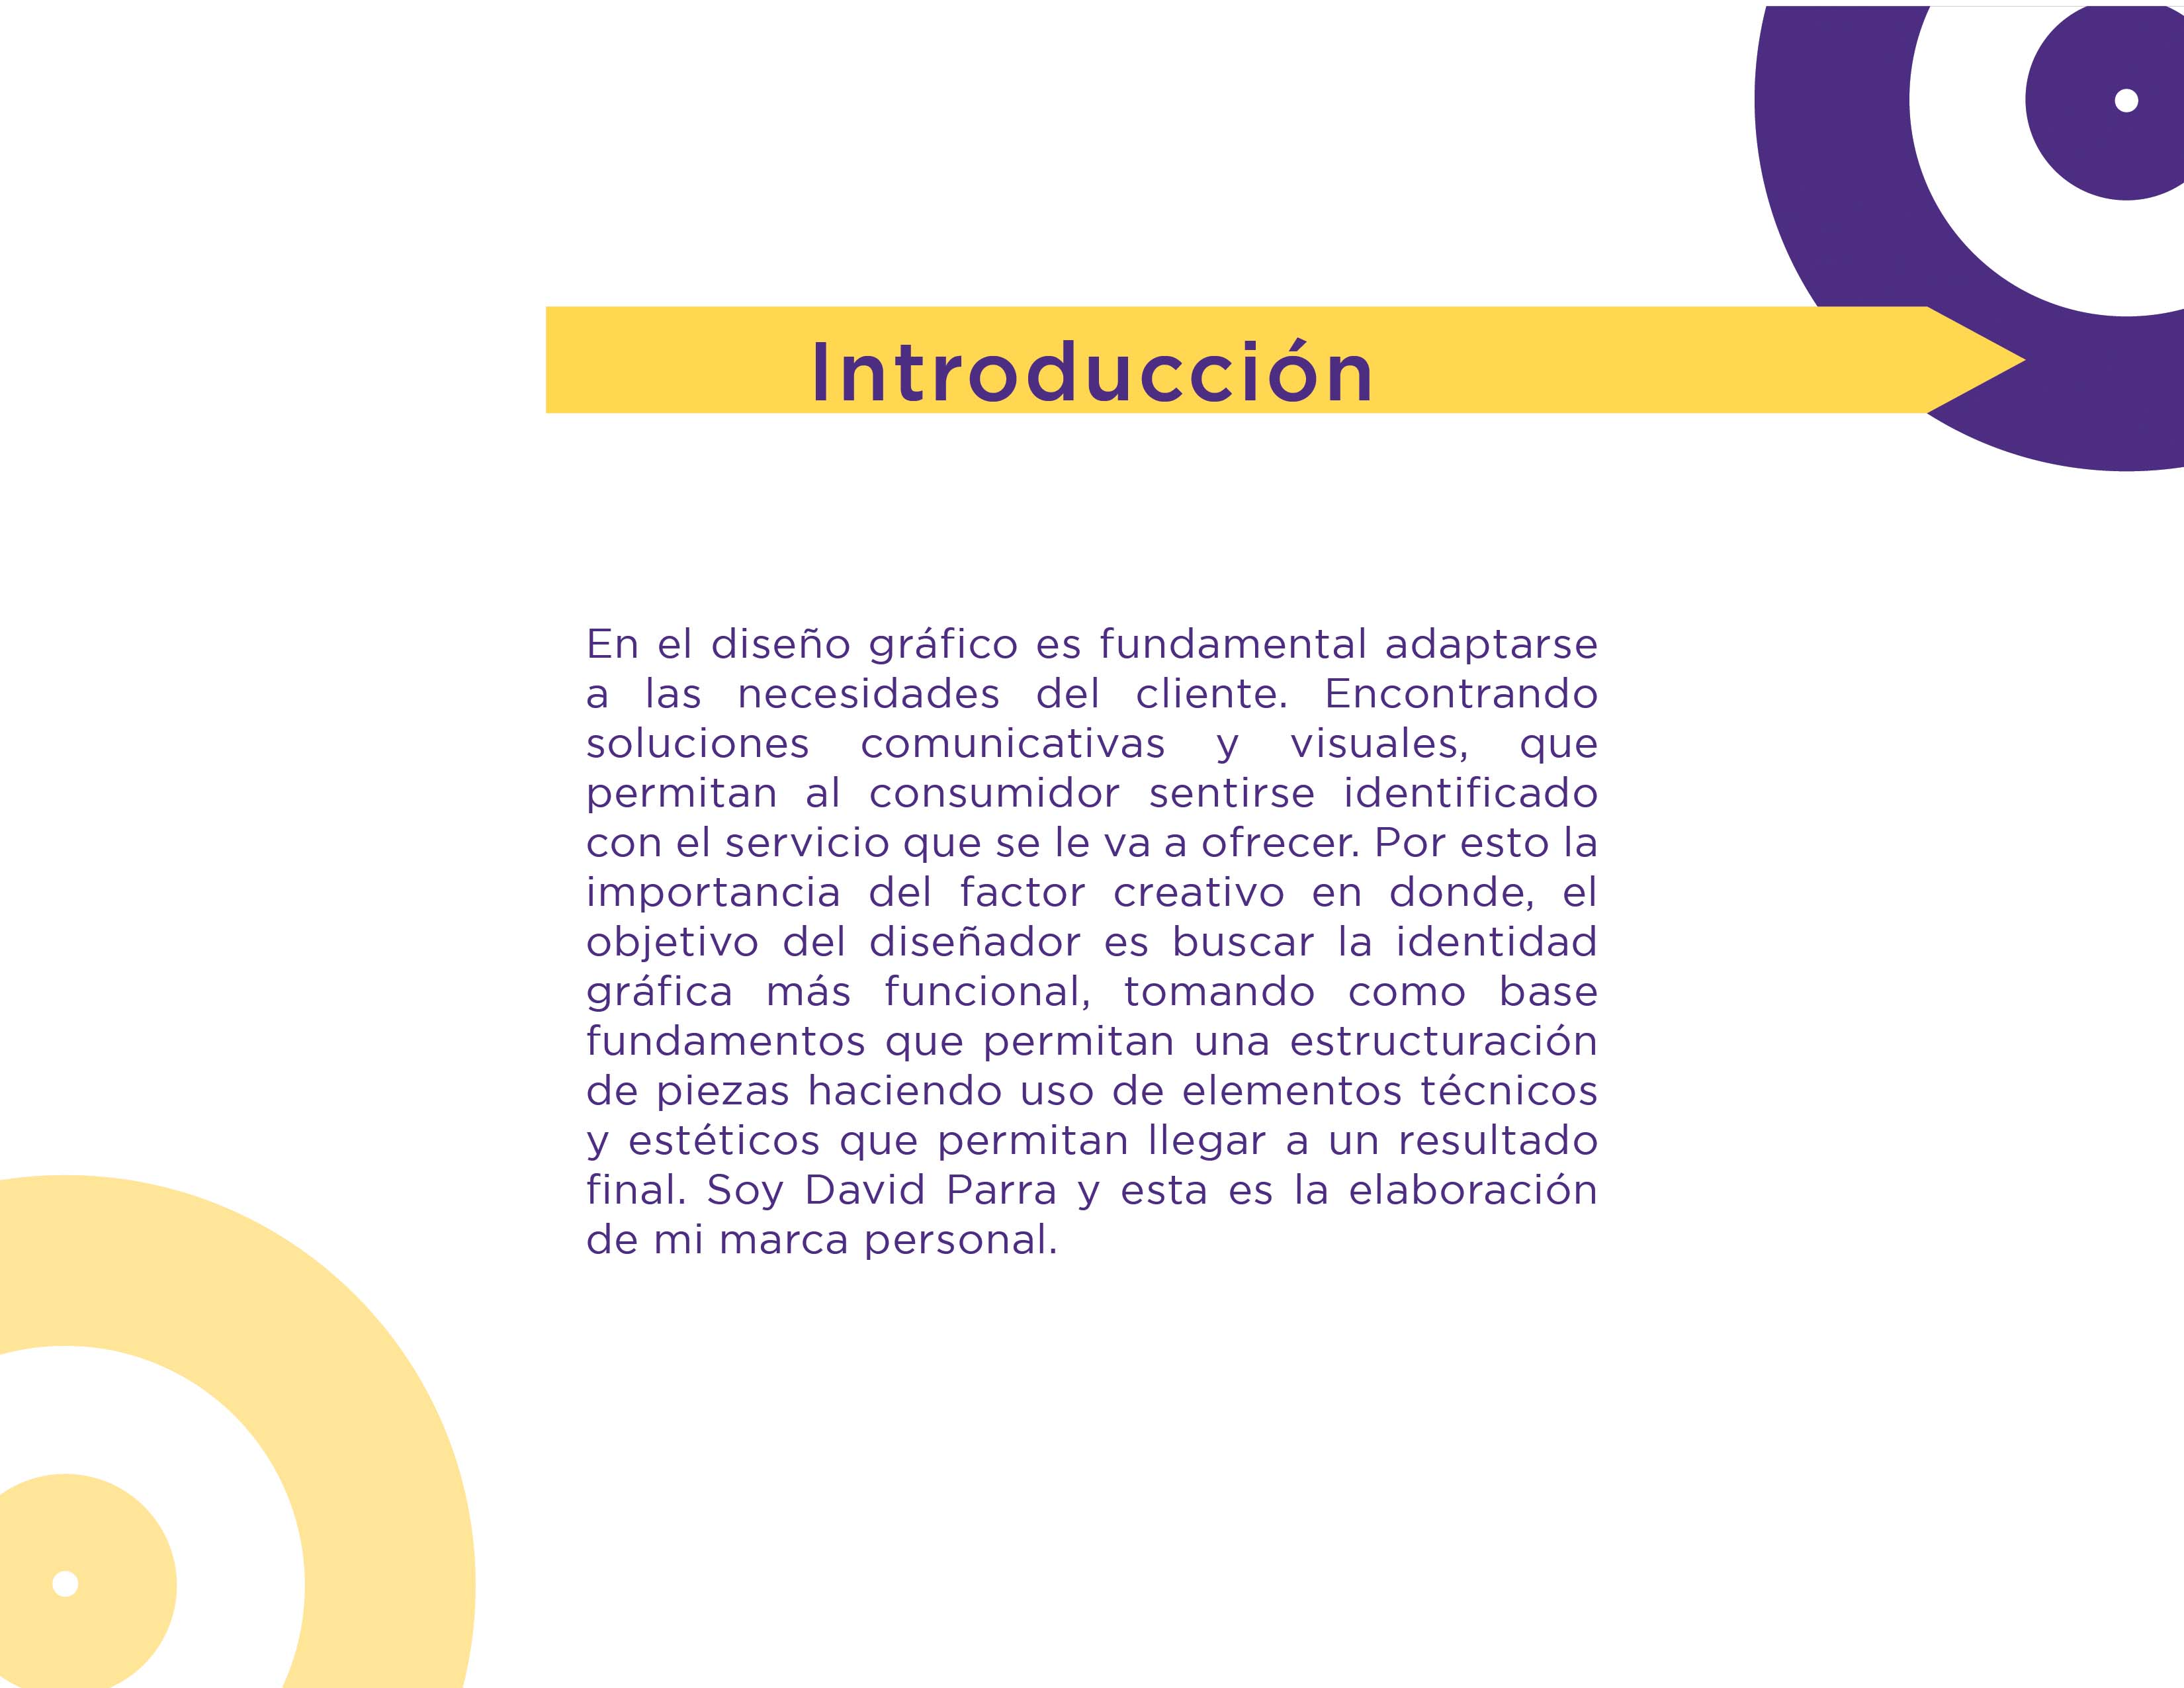 Introducción
En el diseño gráfico es fundamental adaptarse
a las necesidades del cliente. Encontrando
soluciones comunicativas y visuales, que
permitan al consumidor sentirse identificado
con el servicio que se le va a ofrecer. Por esto la
importancia del factor creativo en donde, el
objetivo del diseñador es buscar la identidad
gráfica más funcional, tomando como base
fundamentos que permitan una estructuración
de piezas haciendo uso de elementos técnicos
y estéticos que permitan llegar a un resultado
final. Soy David Parra y esta es la elaboración
de mi marca personal.